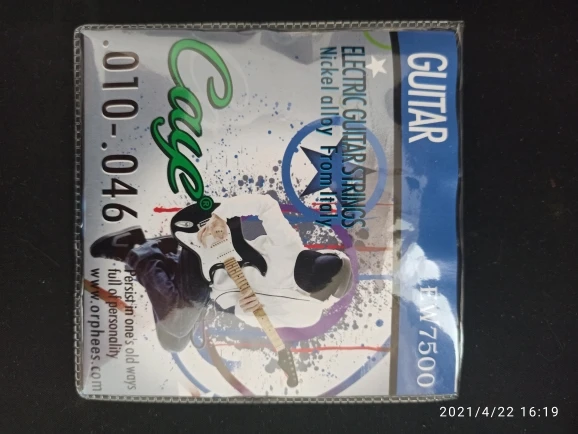 GUITAR
EW7500
ELECTRIC GUITAR STRINGS
Nickel alloy From Italy
Caye®
.010-.046
Persist in one's old ways
full of personality
www.orphees.com
2021/4/22 16:19